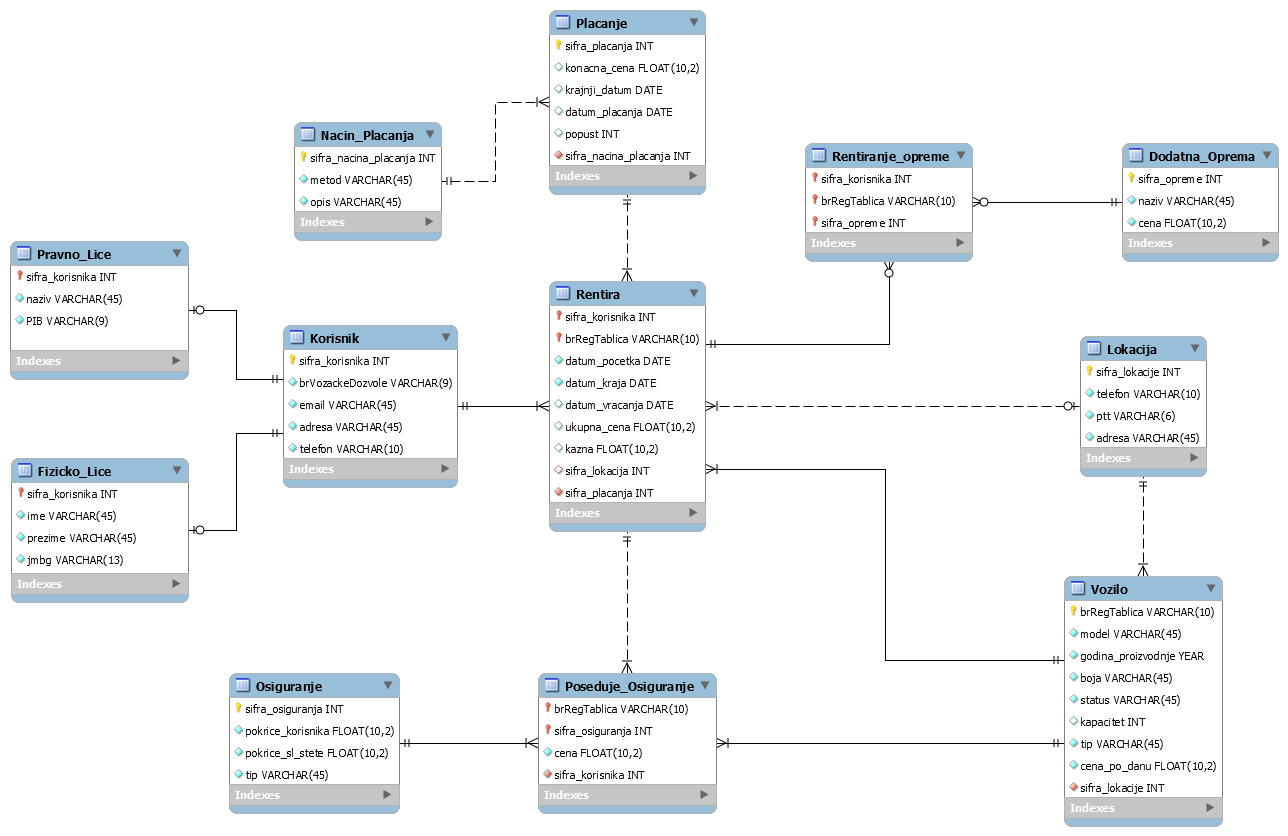 Placanje
sifra_placanja INT
konacna_cena FLOAT(10,2)
krajnji_datum DATE
datum_placanja DATE
popust INT
sifra_nacina_placanja INT
Indexes
Nacin_Placanja
sifra_nacina_placanja INT
metod VARCHAR(45)
opis VARCHAR(45)
Indexes
Rentiranje_opreme
sifra_korisnika INT
brRegTablica VARCHAR(10)
sifra_opreme INT
Indexes
Dodatna_Oprema
sifra_opreme INT
naziv VARCHAR(45)
cena FLOAT(10,2)
Indexes
Pravno_Lice
sifra_korisnika INT
naziv VARCHAR(45)
PIB VARCHAR(9)
Indexes
Korisnik
sifra_korisnika INT
brVozackeDozvole VARCHAR(9)
email VARCHAR(45)
adresa VARCHAR(45)
telefon VARCHAR(10)
Indexes
Rentira
sifra_korisnika INT
brRegTablica VARCHAR(10)
datum_pocetka DATE
datum_kraja DATE
datum_vracanja DATE
ukupna_cena FLOAT(10,2)
kazna FLOAT(10,2)
sifra_lokacija INT
sifra_placanja INT
Indexes
Lokacija
sifra_lokacije INT
telefon VARCHAR(10)
ptt VARCHAR(6)
adresa VARCHAR(45)
Indexes
Fizicko_Lice
sifra_korisnika INT
ime VARCHAR(45)
prezime VARCHAR(45)
jmbg VARCHAR(13)
Indexes
Vozilo
brRegTablica VARCHAR(10)
model VARCHAR(45)
godina_proizvodnje YEAR
boja VARCHAR(45)
status VARCHAR(45)
kapacitet INT
tip VARCHAR(45)
cena_po_danu FLOAT(10,2)
sifra_lokacije INT
Indexes
Osiguranje
sifra_osiguranja INT
pokrice_korisnika FLOAT(10,2)
pokrice_sl_stete FLOAT(10,2)
tip VARCHAR(45)
Indexes
Poseduje_Osiguranje
brRegTablica VARCHAR(10)
sifra_osiguranja INT
cena FLOAT(10,2)
sifra_korisnika INT
Indexes